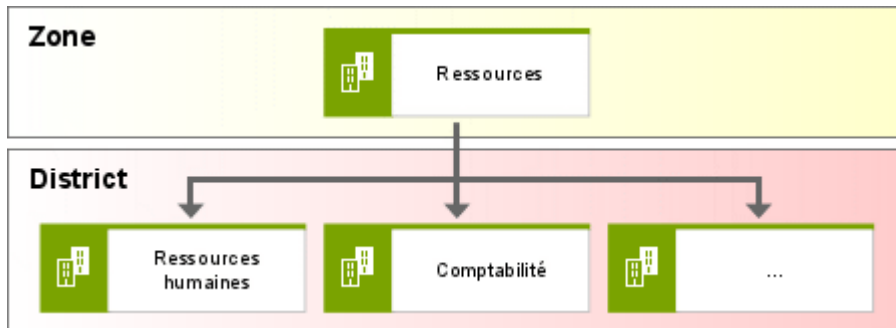 Zone
Ressources
District
Ressources
humaines
Comptabilité
...